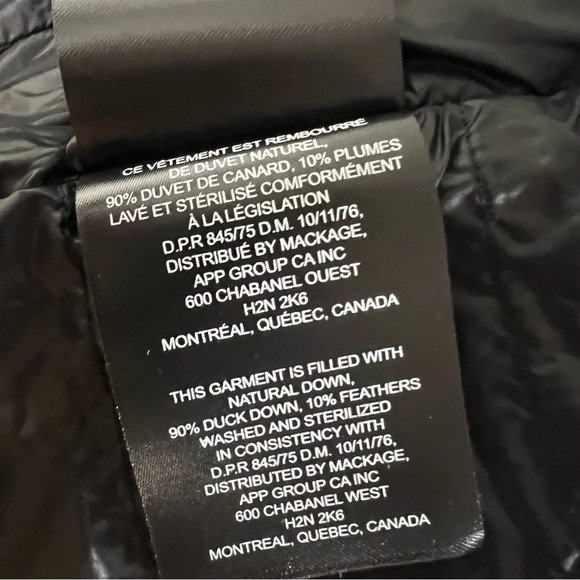 CE VÊTEMENT EST REMBOURRÉ
DE DUVET NATUREL,
90% DUVET DE CANARD, 10% PLUMES
LAVÉ ET STÉRILISÉ COMFORMÉMENT
À LA LÉGISLATION
D.P.R 845/75 D.M. 10/11/76,
DISTRIBUÉ BY MACKAGE,
APP GROUP CA INC
600 CHABANEL OUEST
H2N 2K6
MONTRÉAL, QUÉBEC, CANADA
THIS GARMENT IS FILLED WITH
NATURAL DOWN,
90% DUCK DOWN, 10% FEATHERS
WASHED AND STERILIZED
IN CONSISTENCY WITH
D.P.R 845/75 D.M. 10/11/76,
DISTRIBUTED BY MACKAGE,
APP GROUP CA INC
600 CHABANEL WEST
H2N 2K6
MONTREAL, QUEBEC, CANADA